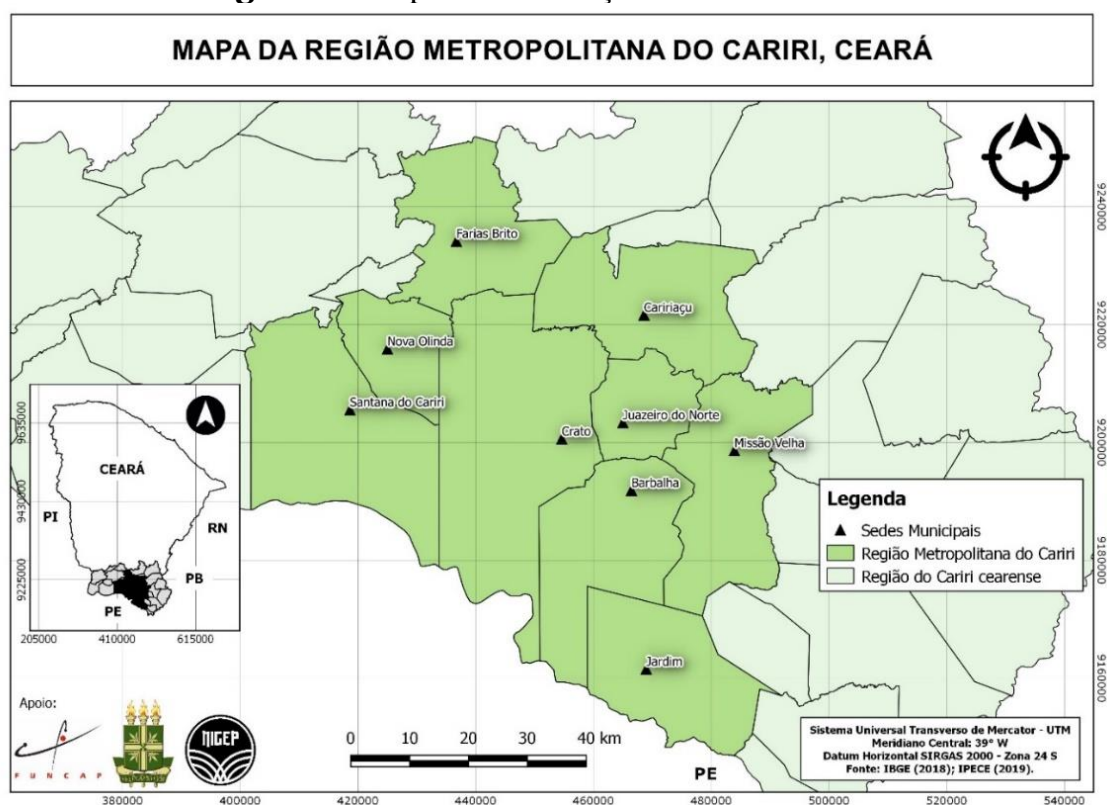 MAPA DA REGIÃO METROPOLITANA DO CARIRI, CEARÁ
Farias Brito
Caririaçu
Nova Olinda
Santana do Cariri
Crato
Juazeiro do Norte
Missão Velha
Barbalha
Jardim
PE
9240000
9220000
9200000
9180000
9160000
CEARÁ
PI
RN
PB
PE
9635000
9430000
9225000
205000 410000 615000
Legenda
Sedes Municipais
Região Metropolitana do Cariri
Região do Cariri cearense
Apoio:
FUNCAP
NIGEP
0 10 20 30 40 km
Sistema Universal Transverso de Mercator - UTM
Meridiano Central: 39° W
Datum Horizontal SIRGAS 2000 - Zona 24 S
Fonte: IBGE (2018); IPECE (2019).
380000 400000 420000 440000 460000 480000 500000 520000 540000